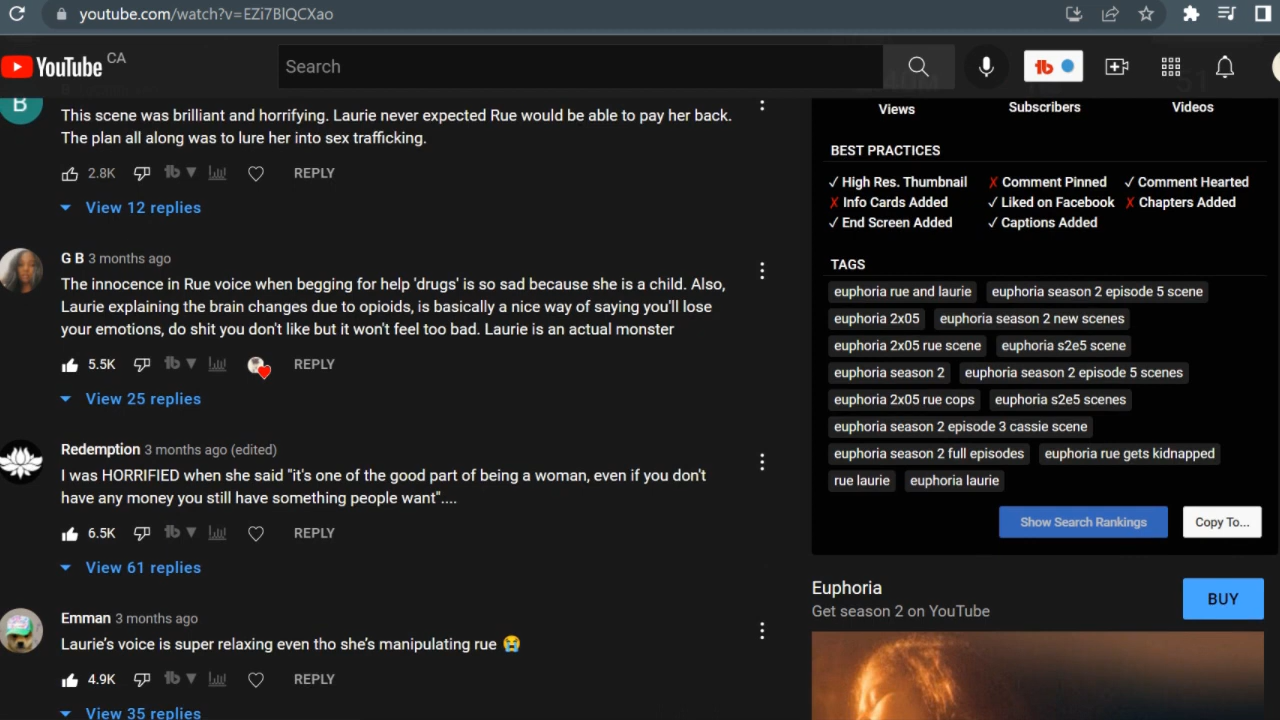 youtube.com/watch?v=EZi7BlQCXao
YouTube CA
Search
B
This scene was brilliant and horrifying. Laurie never expected Rue would be able to pay her back.
The plan all along was to lure her into sex trafficking.
2.8K REPLY
View 12 replies
G B 3 months ago
The innocence in Rue voice when begging for help 'drugs' is so sad because she is a child. Also,
Laurie explaining the brain changes due to opioids, is basically a nice way of saying you'll lose
your emotions, do shit you don't like but it won't feel too bad. Laurie is an actual monster
5.5K REPLY
View 25 replies
Redemption 3 months ago (edited)
I was HORRIFIED when she said "it's one of the good part of being a woman, even if you don't
have any money you still have something people want"....
6.5K REPLY
View 61 replies
Emman 3 months ago
Laurie's voice is super relaxing even tho she's manipulating rue 😭
4.9K REPLY
View 35 replies
Views Subscribers Videos
BEST PRACTICES
✓ High Res. Thumbnail ✗ Comment Pinned ✓ Comment Hearted
✗ Info Cards Added ✓ Liked on Facebook ✗ Chapters Added
✓ End Screen Added ✓ Captions Added
TAGS
euphoria rue and laurie euphoria season 2 episode 5 scene
euphoria 2x05 euphoria season 2 new scenes
euphoria 2x05 rue scene euphoria s2e5 scene
euphoria season 2 euphoria season 2 episode 5 scenes
euphoria 2x05 rue cops euphoria s2e5 scenes
euphoria season 2 episode 3 cassie scene
euphoria season 2 full episodes euphoria rue gets kidnapped
rue laurie euphoria laurie
Show Search Rankings Copy To...
Euphoria
Get season 2 on YouTube
BUY